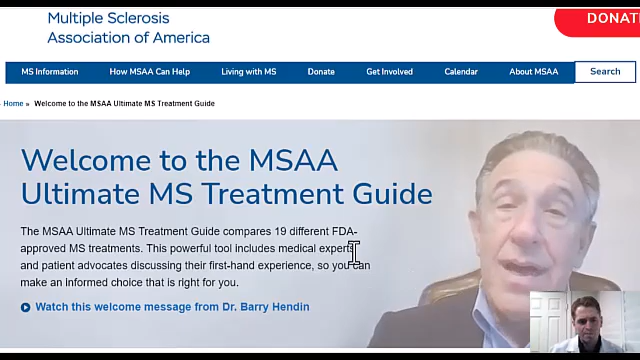 Multiple Sclerosis
Association of America
DONAT
MS Information How MSAA Can Help Living with MS Donate Get Involved Calendar About MSAA Search
Home » Welcome to the MSAA Ultimate MS Treatment Guide
Welcome to the MSAA
Ultimate MS Treatment Guide
The MSAA Ultimate MS Treatment Guide compares 19 different FDA-
approved MS treatments. This powerful tool includes medical experts
and patient advocates discussing their first-hand experience, so you can
make an informed choice that is right for you.
Watch this welcome message from Dr. Barry Hendin